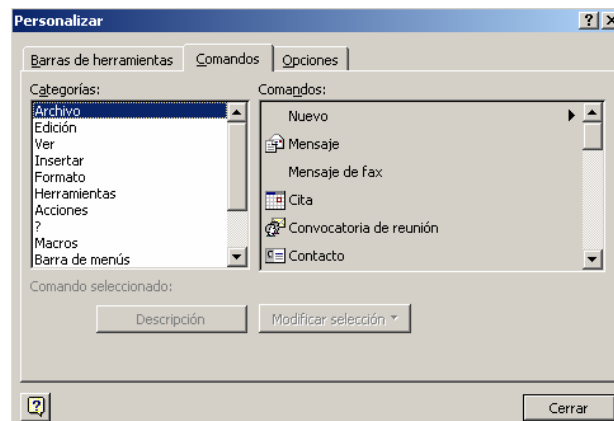 Personalizar
Barras de herramientas Comandos Opciones
Categorías: Comandos:
Archivo
Edición
Ver
Insertar
Formato
Herramientas
Acciones
?
Macros
Barra de menús
Nuevo
Mensaje
Mensaje de fax
Cita
Convocatoria de reunión
Contacto
Comando seleccionado:
Descripción Modificar selección
Cerrar